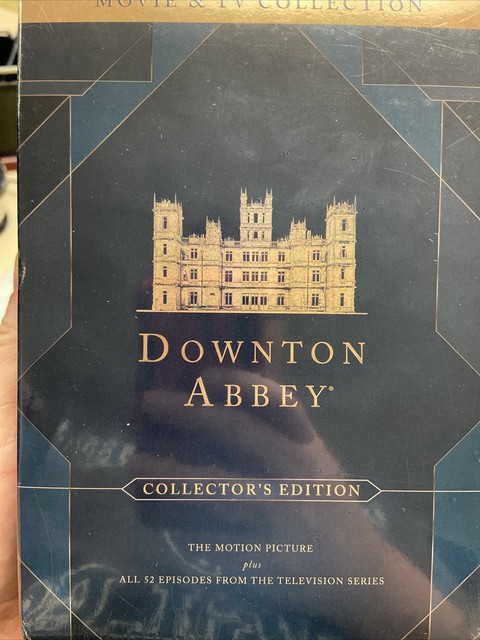 MOVIE & TV COLLECTION
DOWNTON
ABBEY®
COLLECTOR'S EDITION
THE MOTION PICTURE
plus
ALL 52 EPISODES FROM THE TELEVISION SERIES